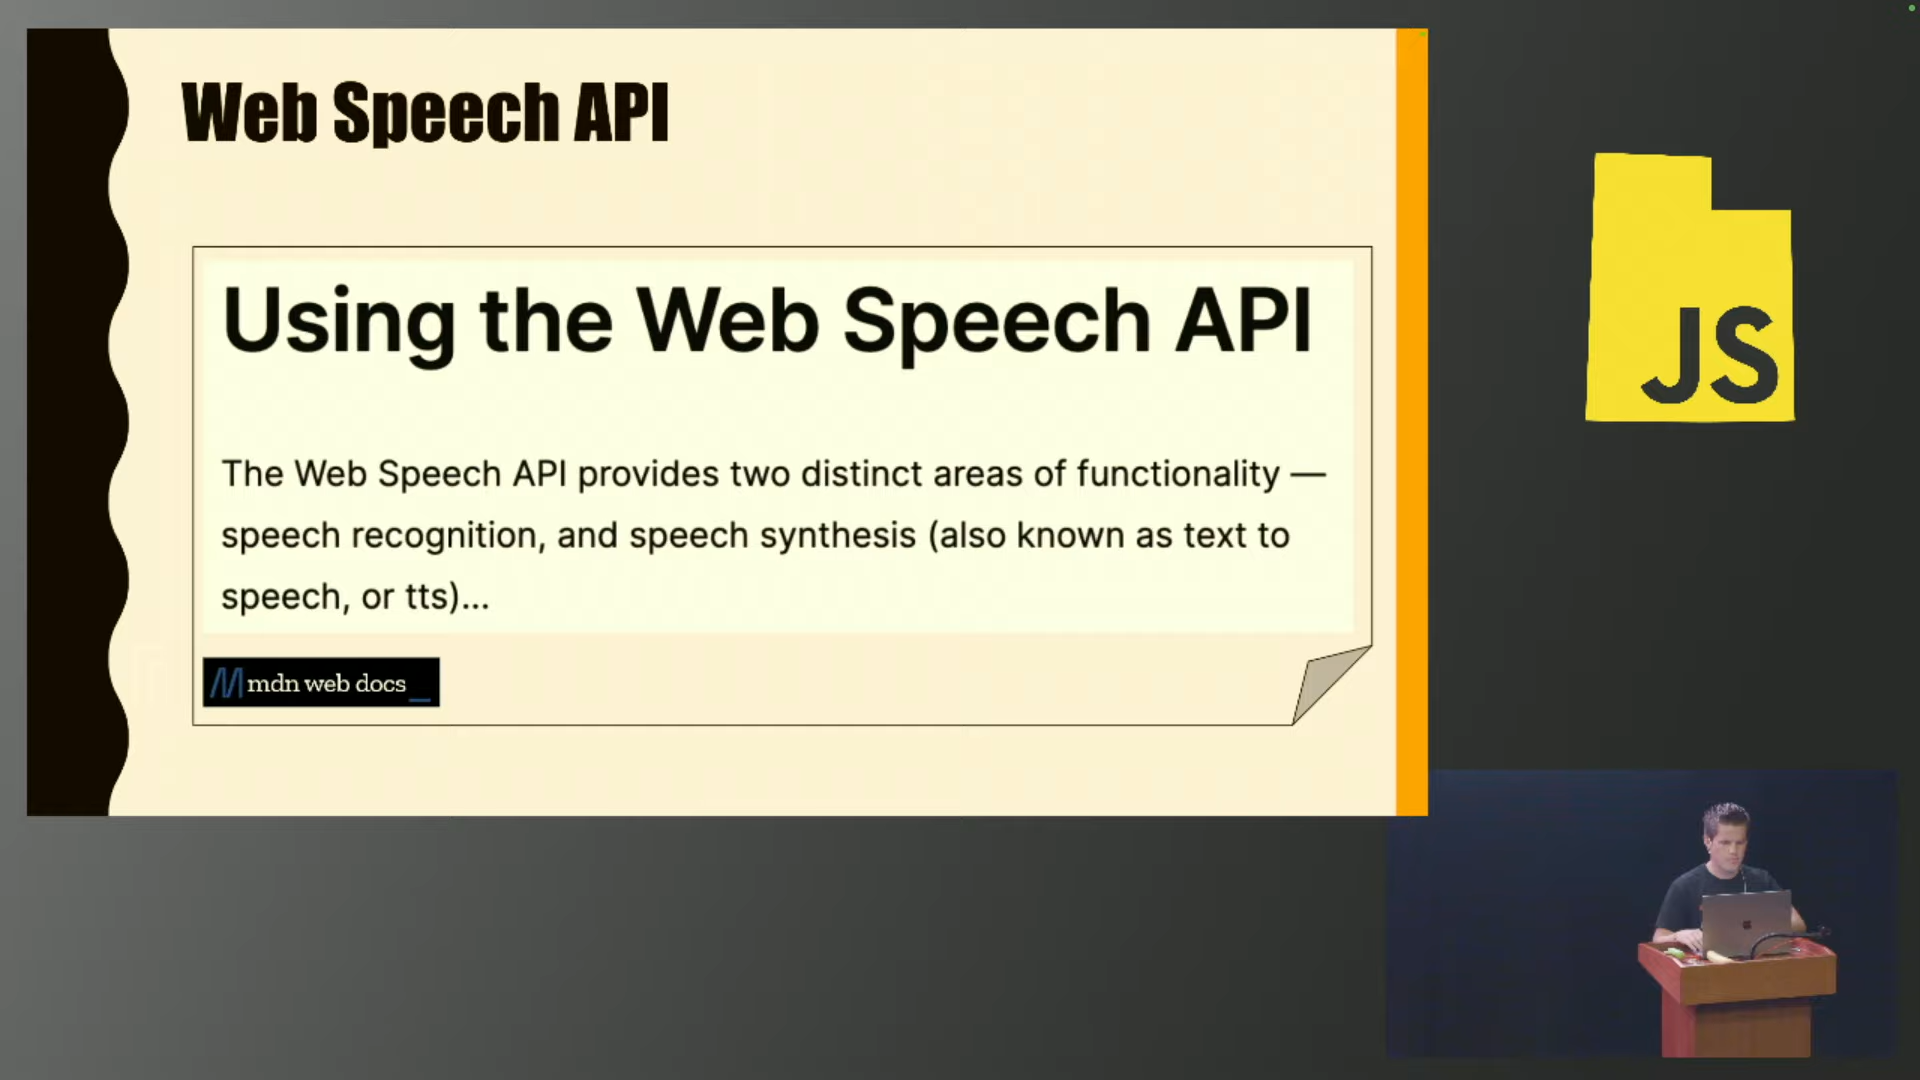 Web Speech API
Using the Web Speech API
The Web Speech API provides two distinct areas of functionality —
speech recognition, and speech synthesis (also known as text to
speech, or tts)...
mdn web docs_
JS